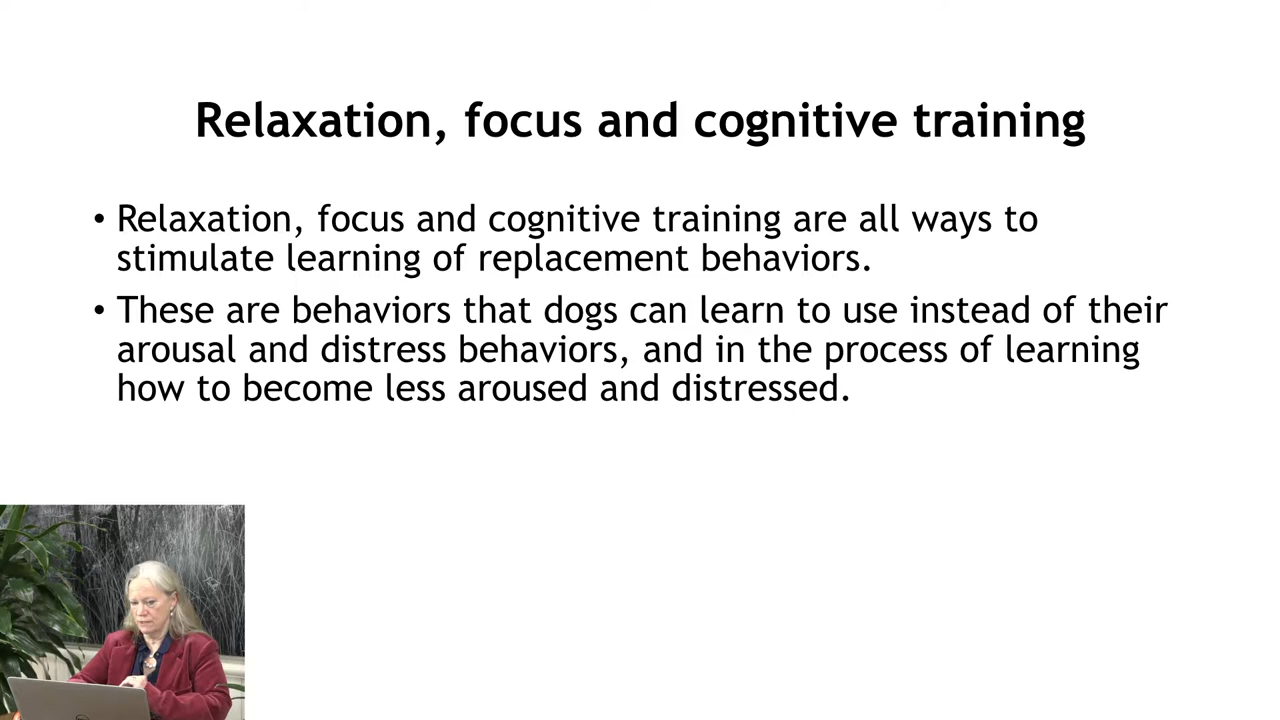 Relaxation, focus and cognitive training
• Relaxation, focus and cognitive training are all ways to
stimulate learning of replacement behaviors.
• These are behaviors that dogs can learn to use instead of their
arousal and distress behaviors, and in the process of learning
how to become less aroused and distressed.